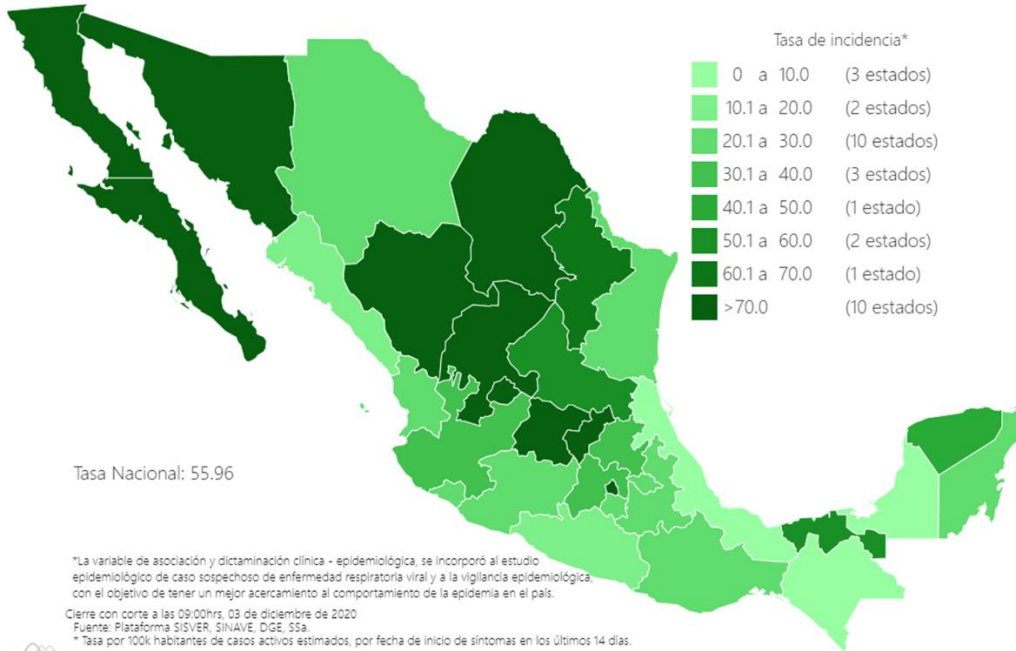 Tasa de incidencia*
0 a 10.0 (3 estados)
10.1 a 20.0 (2 estados)
20.1 a 30.0 (10 estados)
30.1 a 40.0 (3 estados)
40.1 a 50.0 (1 estado)
50.1 a 60.0 (2 estados)
60.1 a 70.0 (1 estado)
>70.0 (10 estados)
Tasa Nacional: 55.96
*La variable de asociación y dictaminación clínica - epidemiológica, se incorporó al estudio
epidemiológico de caso sospechoso de enfermedad respiratoria viral y a la vigilancia epidemiológica,
con el objetivo de tener un mejor acercamiento al comportamiento de la epidemia en el país.
Cierre con corte a las 09:00hrs, 03 de diciembre de 2020
Fuente: Plataforma SISVER, SINAVE, DGE, SSa.
* Tasa por 100k habitantes de casos activos estimados, por fecha de inicio de síntomas en los últimos 14 días.